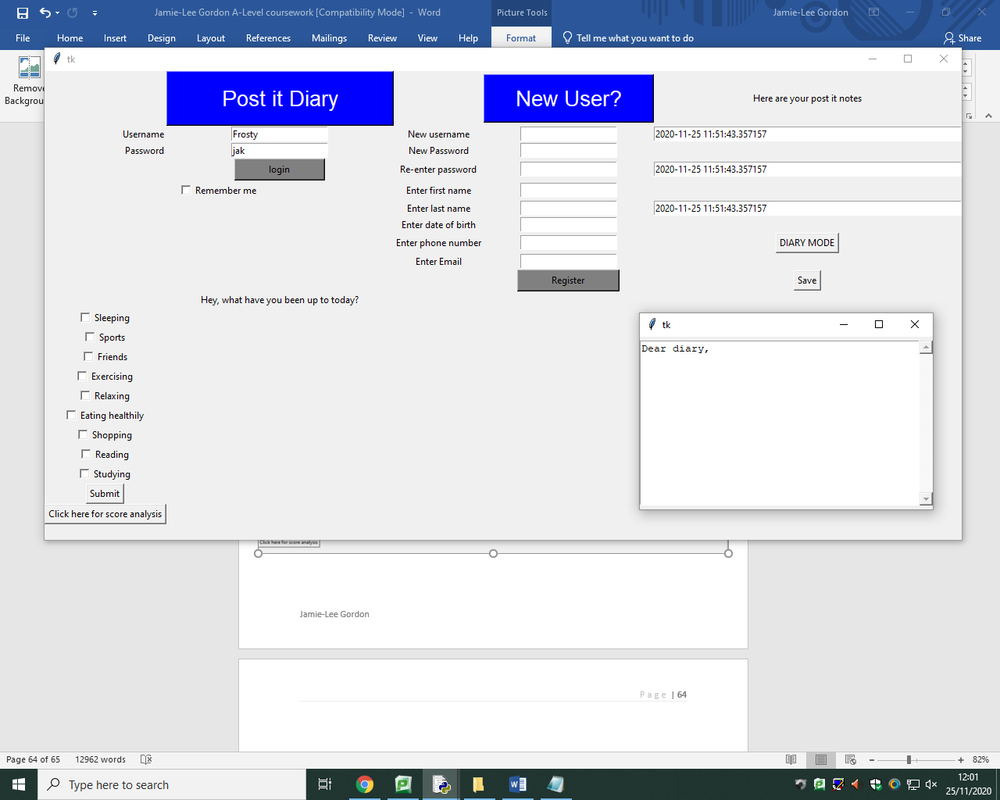 Jamie-Lee Gordon A-Level coursework [Compatibility Mode] - Word
Picture Tools
Jamie-Lee Gordon
File Home Insert Design Layout References Mailings Review View Help Format Tell me what you want to do Share
Remove
tk
Post it Diary
New User?
Here are your post it notes
Username Frosty
Password jak
login
Remember me
New username
New Password
Re-enter password
Enter first name
Enter last name
Enter date of birth
Enter phone number
Enter Email
Register
2020-11-25 11:51:43.357157
2020-11-25 11:51:43.357157
2020-11-25 11:51:43.357157
DIARY MODE
Save
Hey, what have you been up to today?
Sleeping
Sports
Friends
Exercising
Relaxing
Eating healthily
Shopping
Reading
Studying
Submit
Click here for score analysis
tk
Dear diary,
Click here for score analysis
Jamie-Lee Gordon
Page | 64
Page 64 of 65 12962 words 82%
Type here to search
12:01
25/11/2020